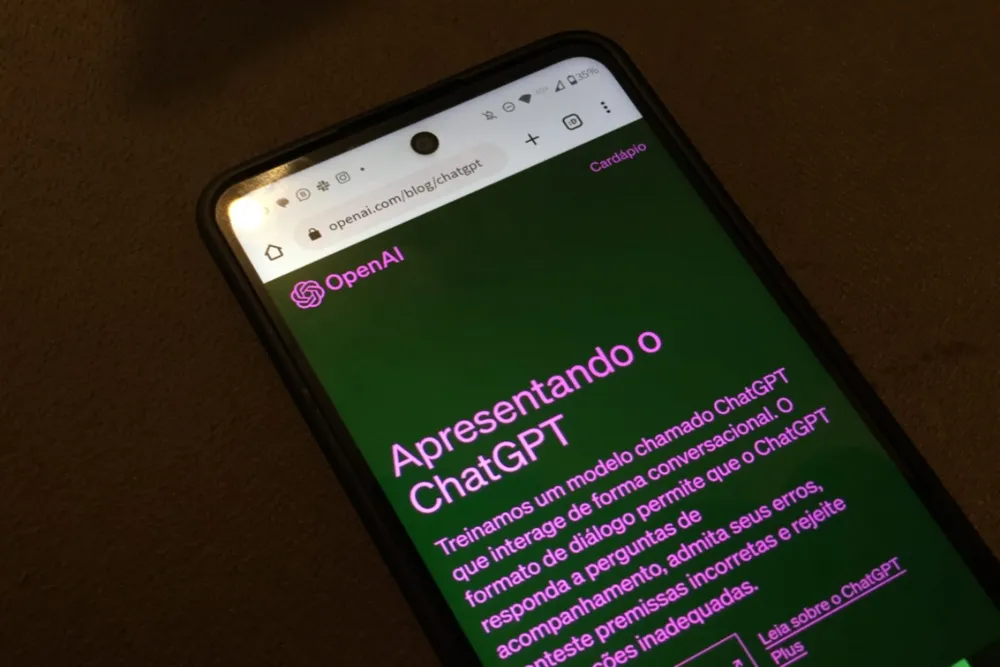 35%
openai.com/blog/chatgpt
Cardápio
OpenAI
Apresentando o
ChatGPT
Treinamos um modelo chamado ChatGPT
que interage de forma conversacional. O
formato de diálogo permite que o ChatGPT
responda a perguntas de
acompanhamento, admita seus erros,
conteste premissas incorretas e rejeite
inadequadas.
Leia sobre o ChatGPT
Plus